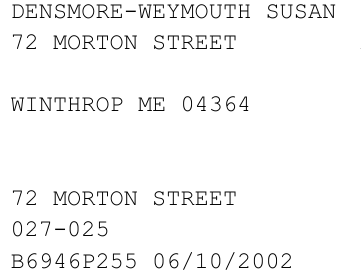 DENSMORE-WEYMOUTH SUSAN
72 MORTON STREET
WINTHROP ME 04364
72 MORTON STREET
027-025
B6946P255 06/10/2002